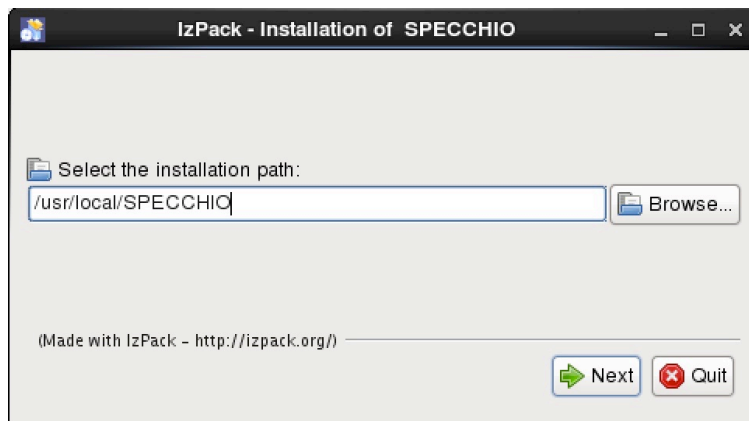 IzPack - Installation of SPECCHIO
Select the installation path:
/usr/local/SPECCHIO
Browse...
(Made with IzPack - http://izpack.org/)
Next
Quit